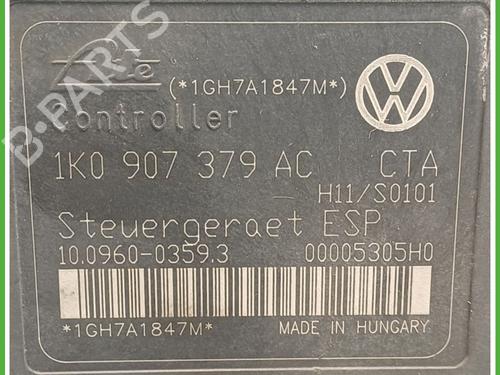 (*1GH7A1847M*)
Controller
1K0 907 379 AC CTA
H11/S0101
Steuergeraet ESP
10.0960-0359.3 00005305H0
*1GH7A1847M*
MADE IN HUNGARY
B-PARTS